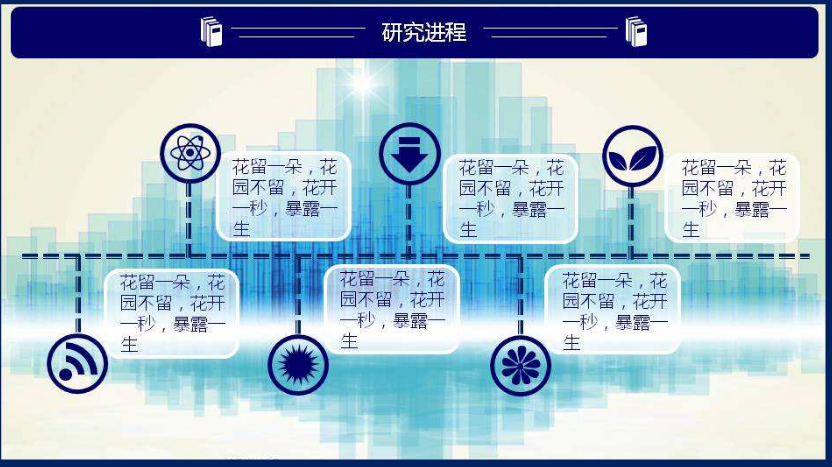 研究进程
花留一朵，花
园不留，花开
一秒，暴露一
生
花留一朵，花
园不留，花开
一秒，暴露一
生
花留一朵，花
园不留，花开
一秒，暴露一
生
花留一朵，花
园不留，花开
一秒，暴露一
生
花留一朵，花
园不留，花开
一秒，暴露一
生
花留一朵，花
园不留，花开
一秒，暴露一
生